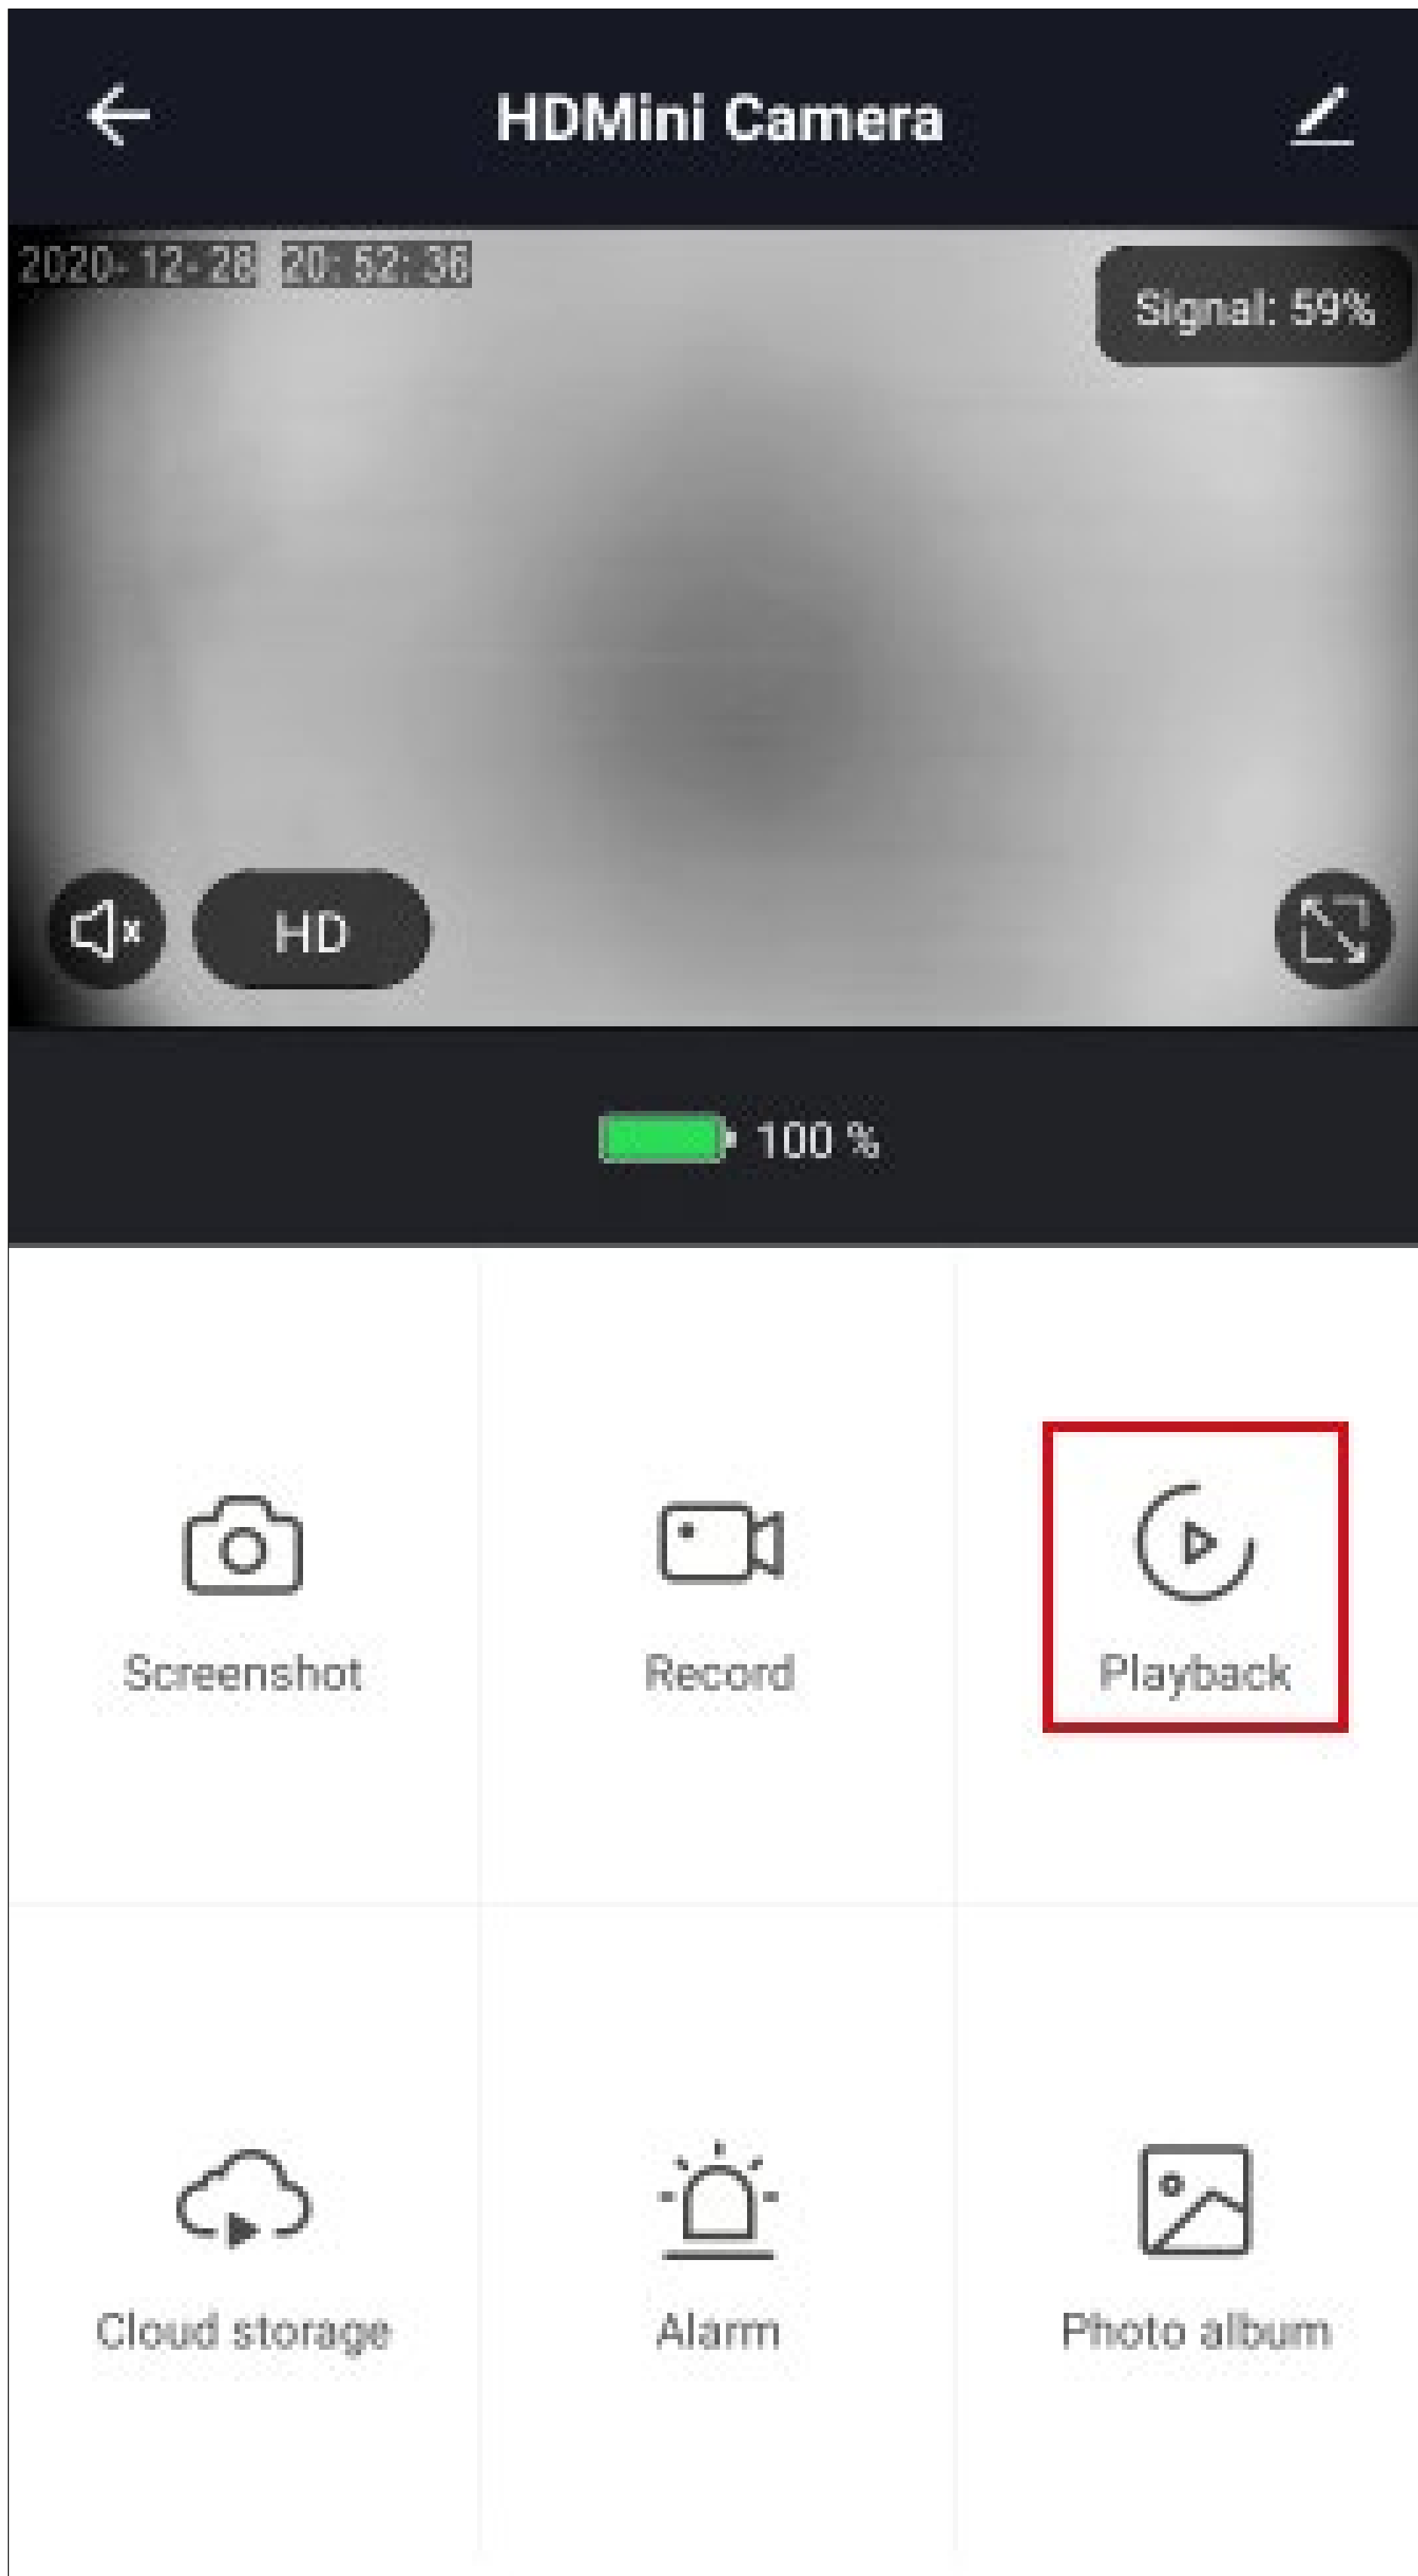 HDMini Camera
2020-12-28 20:52:36
Signal: 59%
HD
100 %
Screenshot
Record
Playback
Cloud storage
Alarm
Photo album